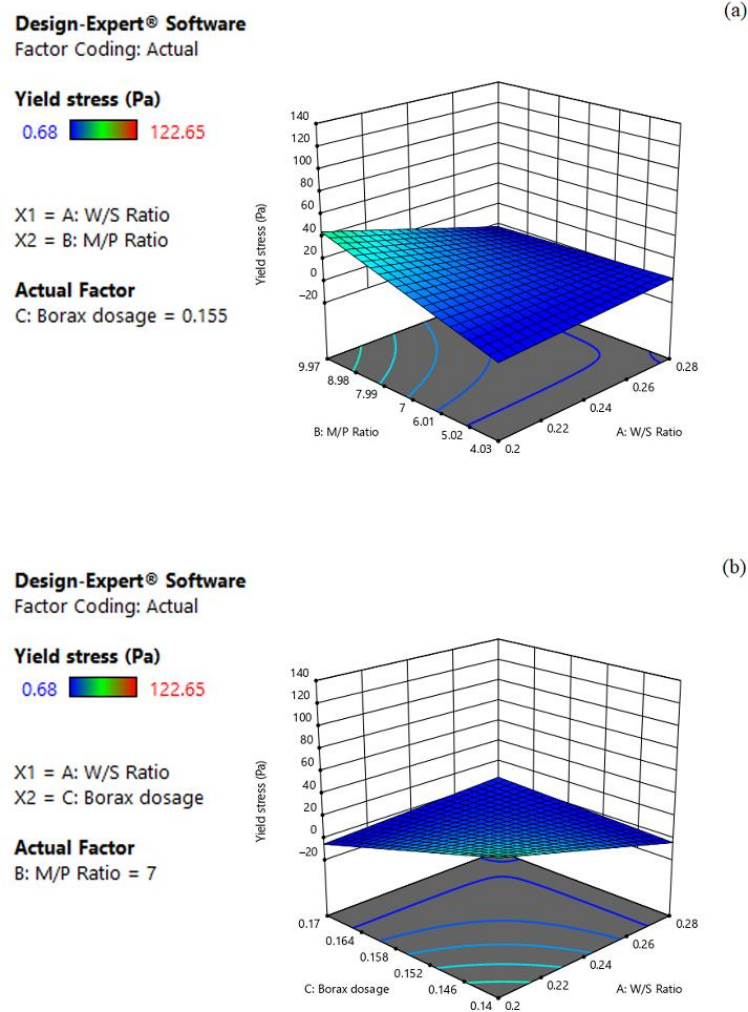 (a)
Design-Expert® Software
Factor Coding: Actual
Yield stress (Pa)
0.68 122.65
X1 = A: W/S Ratio
X2 = B: M/P Ratio
Actual Factor
C: Borax dosage = 0.155
140
120
100
80
60
40
20
0
−20
Yield stress (Pa)
9.97
8.98
7.99
7
6.01
5.02
4.03
B: M/P Ratio
0.2
0.22
0.24
0.26
0.28
A: W/S Ratio
(b)
Design-Expert® Software
Factor Coding: Actual
Yield stress (Pa)
0.68 122.65
X1 = A: W/S Ratio
X2 = C: Borax dosage
Actual Factor
B: M/P Ratio = 7
140
120
100
80
60
40
20
0
−20
Yield stress (Pa)
0.17
0.164
0.158
0.152
0.146
0.14
C: Borax dosage
0.2
0.22
0.24
0.26
0.28
A: W/S Ratio